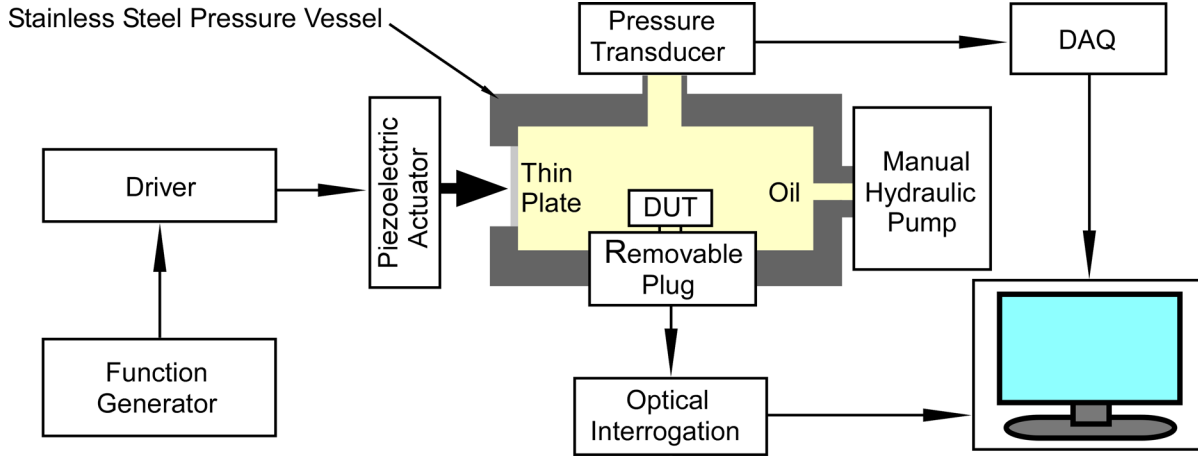 Stainless Steel Pressure Vessel
Pressure
Transducer
DAQ
Piezoelectric
Actuator
Driver
Thin
Plate
DUT
Oil
Manual
Hydraulic
Pump
Removable
Plug
Function
Generator
Optical
Interrogation